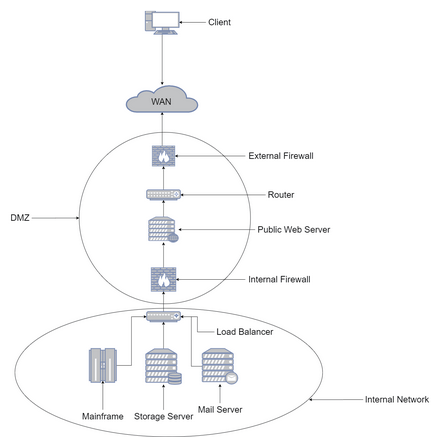 Client
WAN
External Firewall
Router
DMZ
Public Web Server
Internal Firewall
Load Balancer
Internal Network
Mainframe
Storage Server
Mail Server